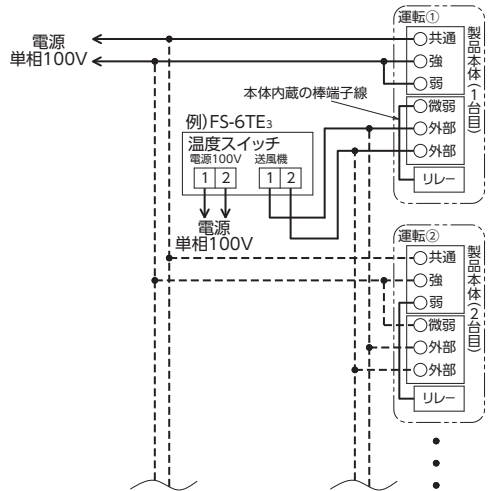 電源
単相100V
運転①
共通
強
弱
微弱
外部
外部
リレー
製品本体(1台目)
本体内蔵の棒端子線
例)FS-6TE3
温度スイッチ
電源100V 送風機
1 2 1 2
電源
単相100V
運転②
共通
強
弱
微弱
外部
外部
リレー
製品本体(2台目)